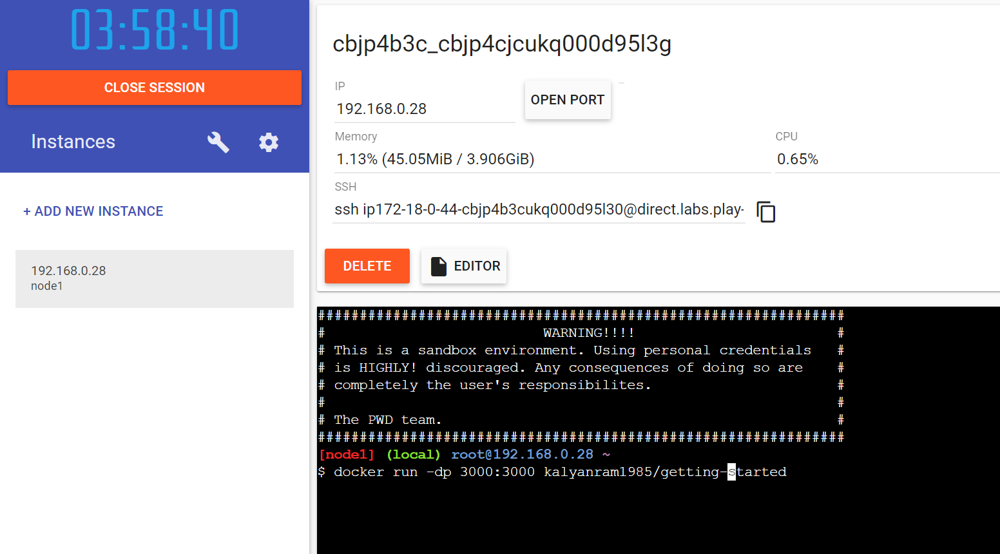 03:58:40
CLOSE SESSION
Instances
+ ADD NEW INSTANCE
192.168.0.28
node1
cbjp4b3c_cbjp4cjcukq000d95l3g
IP
192.168.0.28
OPEN PORT
Memory
1.13% (45.05MiB / 3.906GiB)
CPU
0.65%
SSH
ssh ip172-18-0-44-cbjp4b3cukq000d95l30@direct.labs.play-
DELETE
EDITOR
###############################################################
#                          WARNING!!!!                        #
# This is a sandbox environment. Using personal credentials   #
# is HIGHLY! discouraged. Any consequences of doing so are    #
# completely the user's responsibilites.                      #
#                                                             #
# The PWD team.                                               #
###############################################################
[node1] (local) root@192.168.0.28 ~
$ docker run -dp 3000:3000 kalyanram1985/getting-started